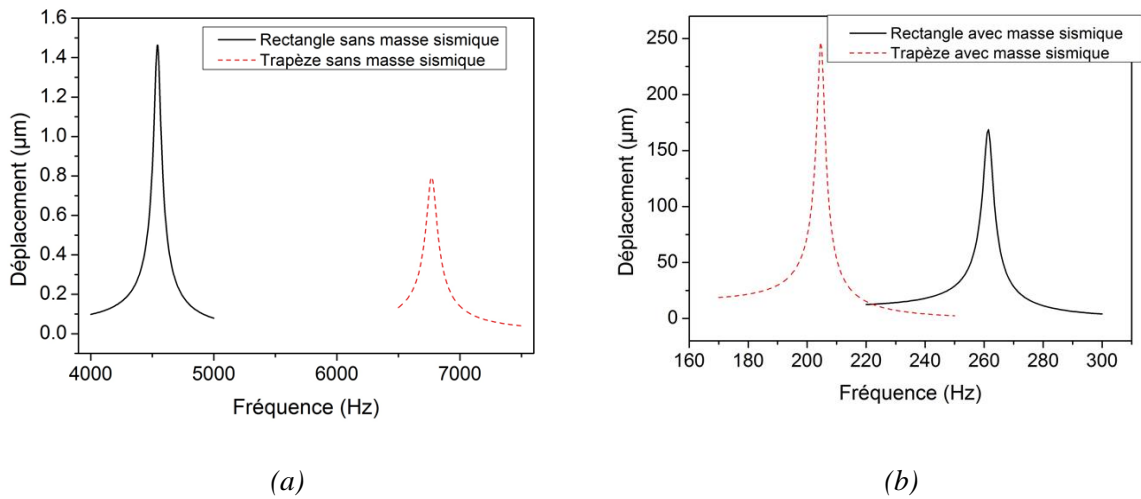 1.6
1.4
1.2
1.0
0.8
0.6
0.4
0.2
0.0
Déplacement (µm)
Rectangle sans masse sismique
Trapèze sans masse sismique
4000 5000 6000 7000
Fréquence (Hz)
(a)
250
200
150
100
50
0
Déplacement (µm)
Rectangle avec masse sismique
Trapèze avec masse sismique
160 180 200 220 240 260 280 300
Fréquence (Hz)
(b)